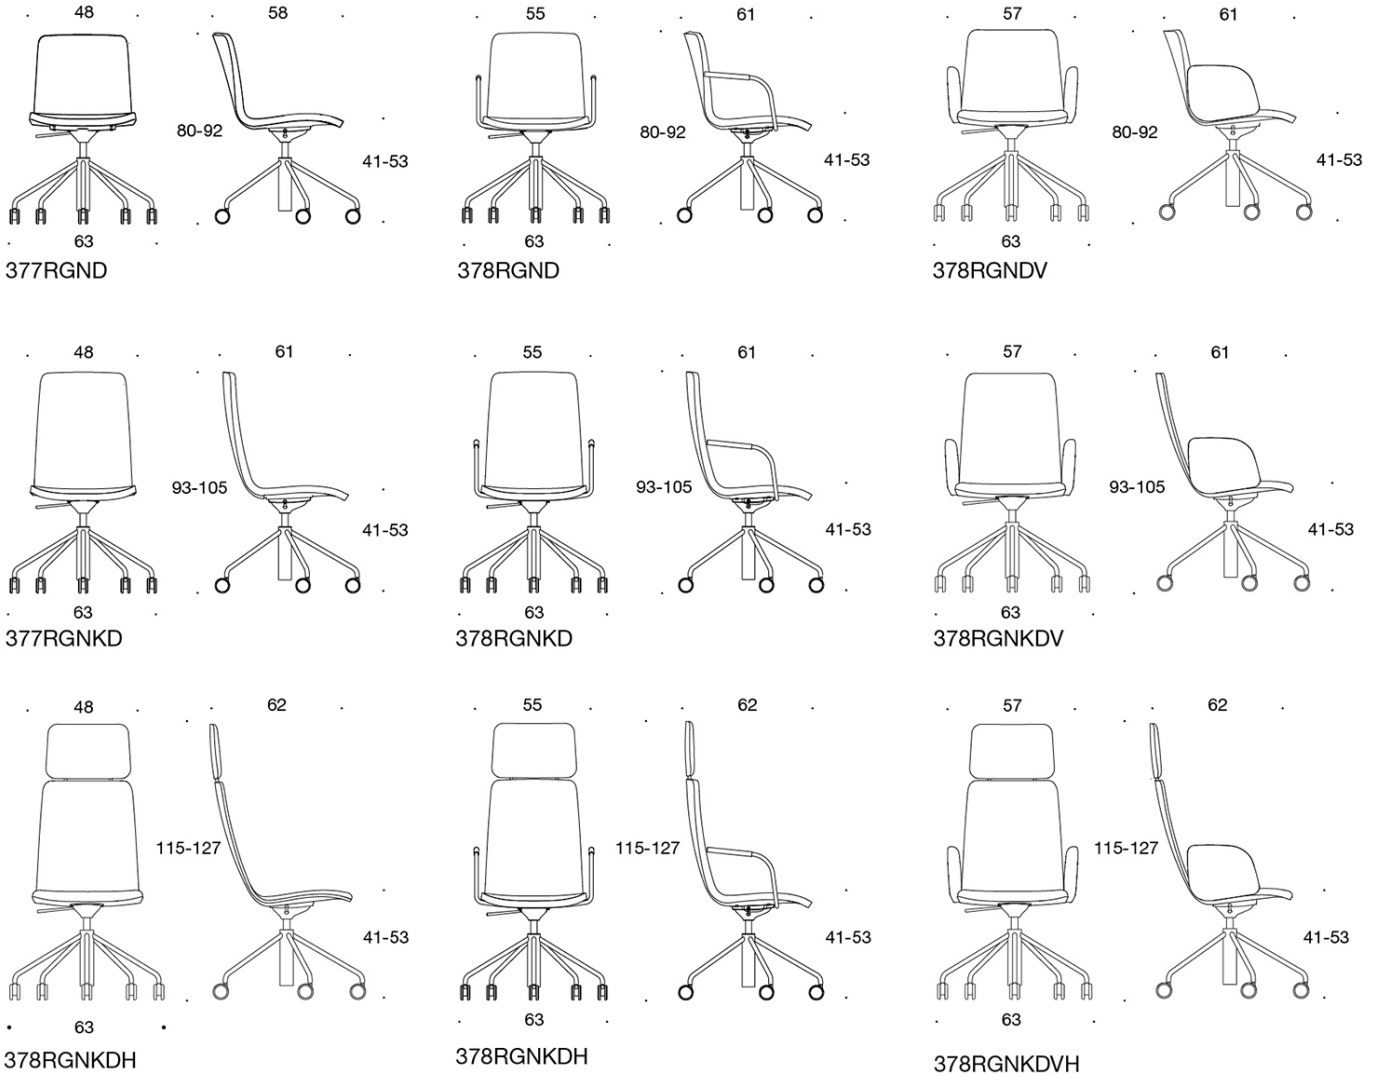 48 58 55 61 57 61
80-92 80-92 80-92
41-53 41-53 41-53
63 63 63
377RGND 378RGND 378RGNDV
48 61 55 61 57 61
93-105 93-105 93-105
41-53 41-53 41-53
63 63 63
377RGNKD 378RGNKD 378RGNKDV
48 62 55 62 57 62
115-127 115-127 115-127
41-53 41-53 41-53
63 63 63
378RGNKDH 378RGNKDH 378RGNKDVH